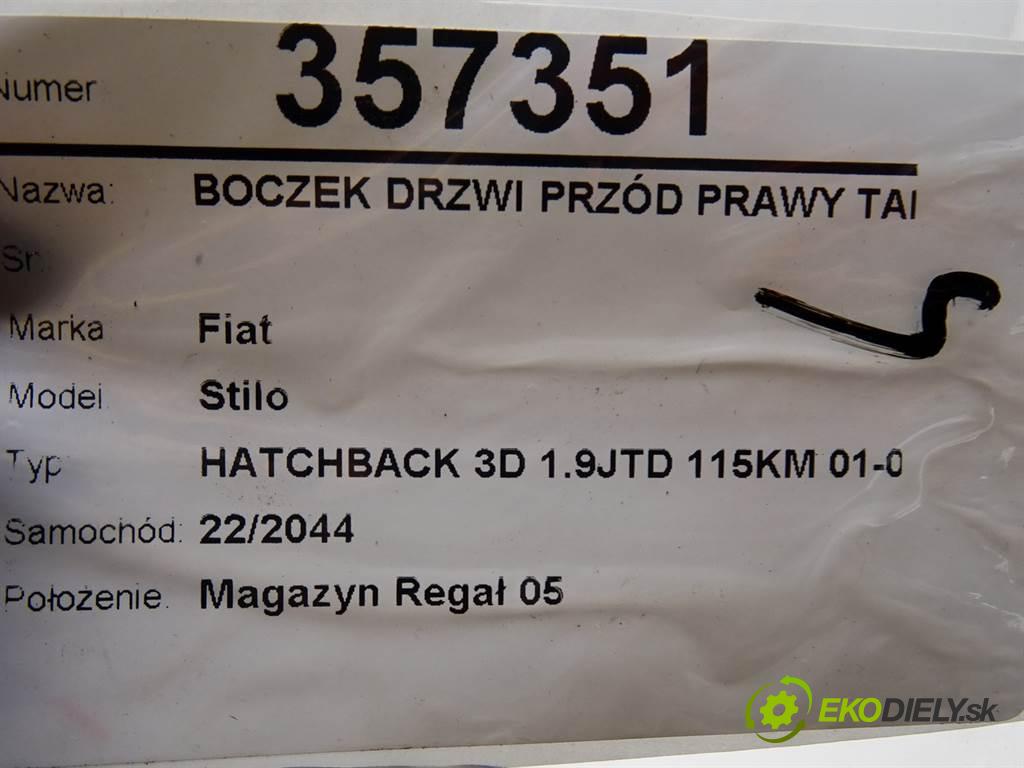 Numer 357351
Nazwa: BOCZEK DRZWI PRZÓD PRAWY TAI
Sn
Marka Fiat
Model Stilo
Typ HATCHBACK 3D 1.9JTD 115KM 01-0
Samochód: 22/2044
Położenie. Magazyn Regał 05
EKODIELY.sk